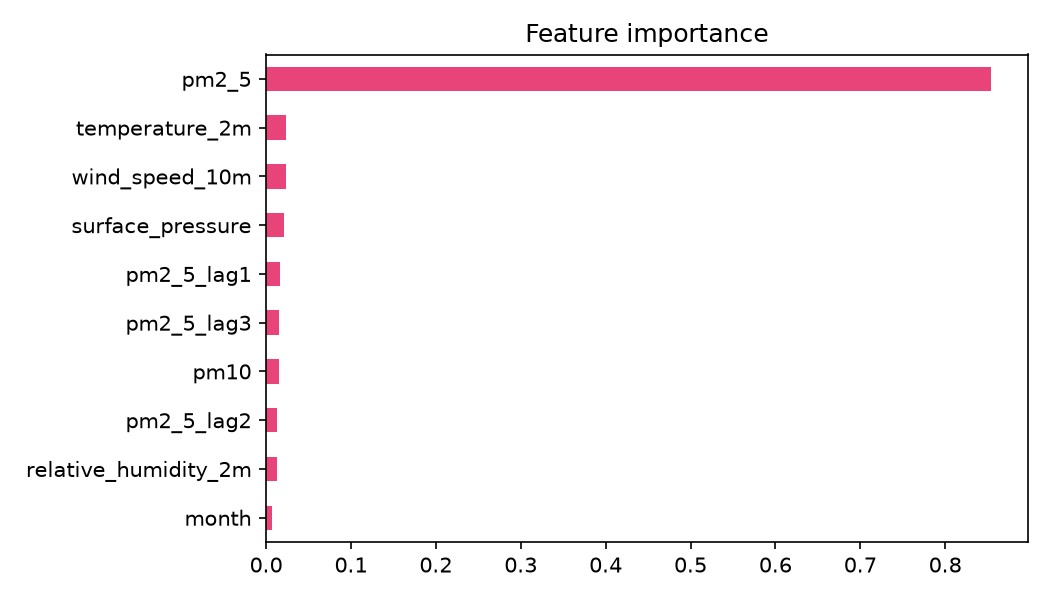 Feature importance
pm2_5
temperature_2m
wind_speed_10m
surface_pressure
pm2_5_lag1
pm2_5_lag3
pm10
pm2_5_lag2
relative_humidity_2m
month
0.0 0.1 0.2 0.3 0.4 0.5 0.6 0.7 0.8